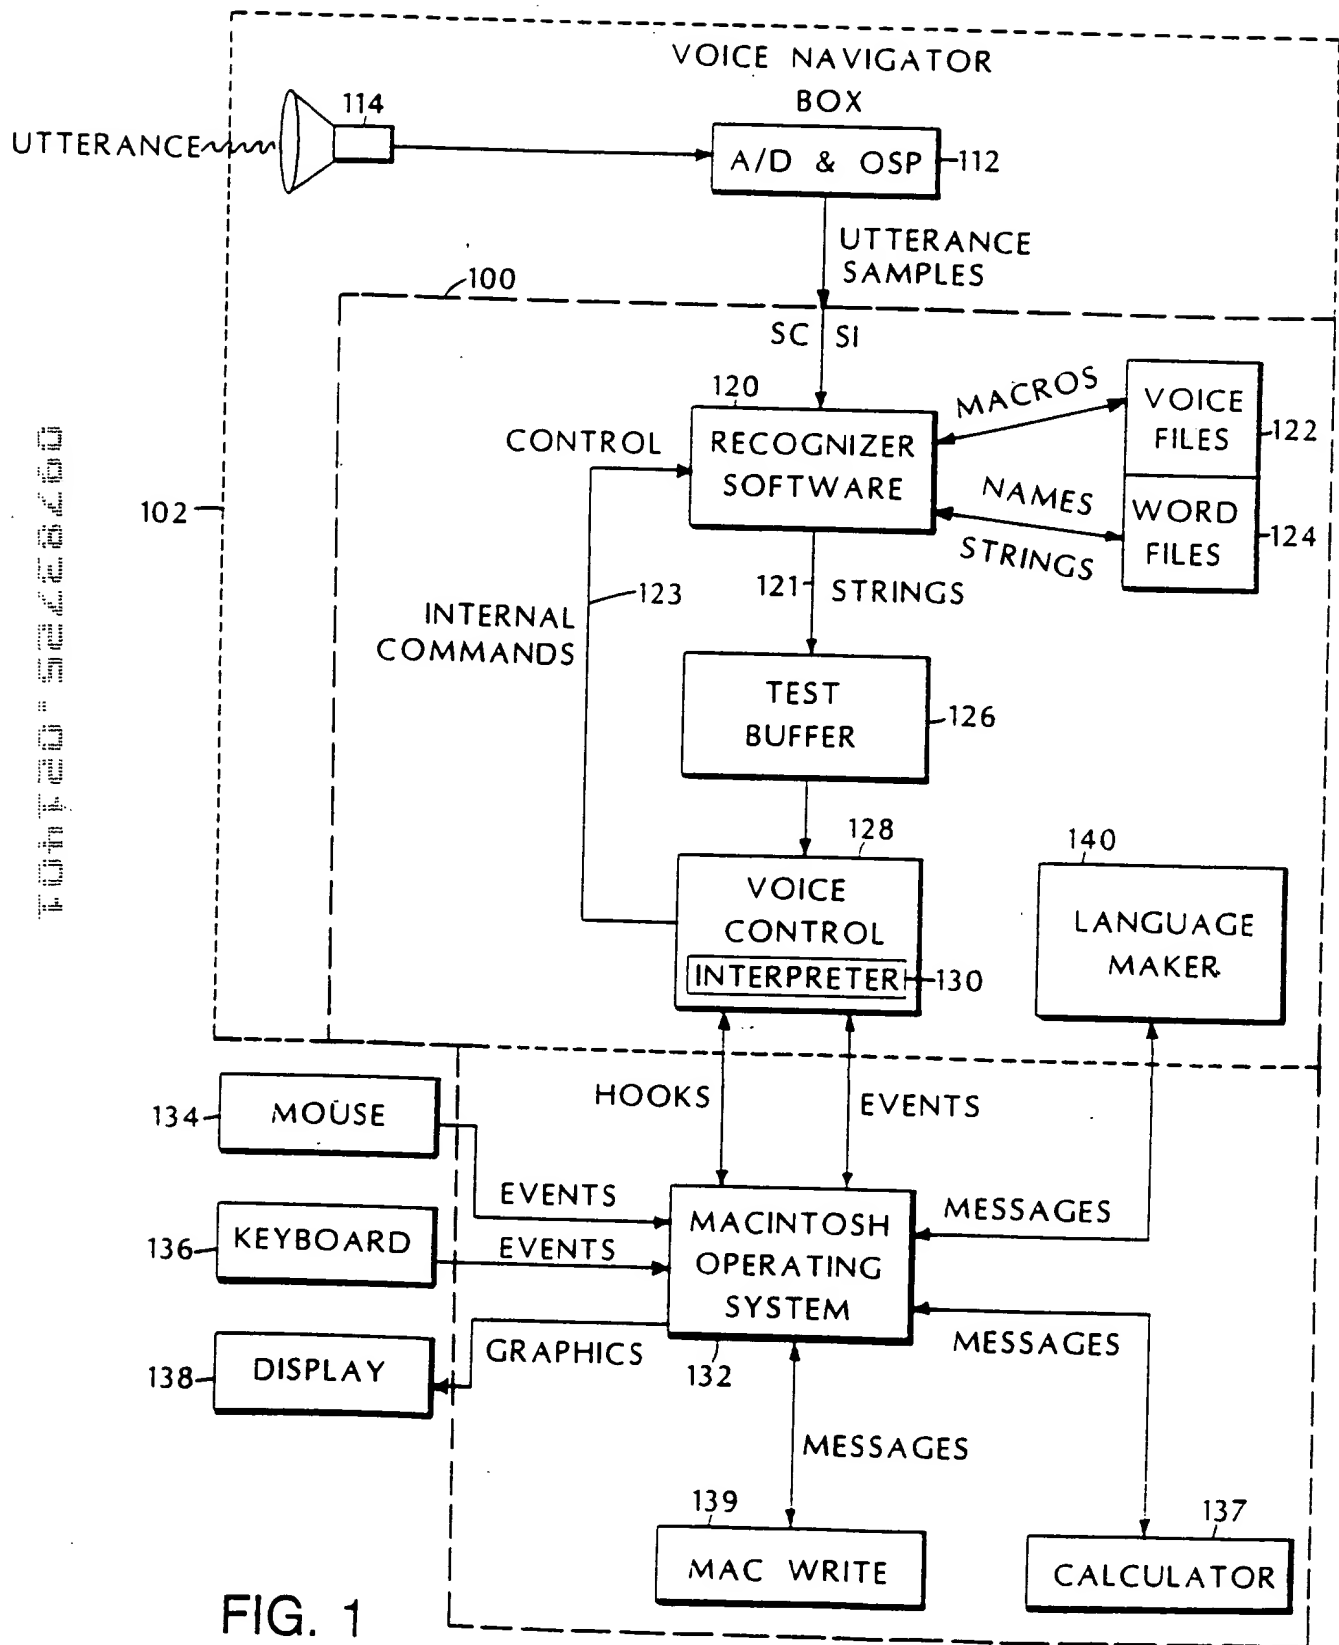 VOICE NAVIGATOR
BOX
114
UTTERANCE
A/D & OSP
112
UTTERANCE
SAMPLES
100
SC SI
120
MACROS
VOICE
FILES
122
CONTROL
RECOGNIZER
SOFTWARE
NAMES
STRINGS
WORD
FILES
124
102
121
STRINGS
123
INTERNAL
COMMANDS
TEST
BUFFER
126
128
VOICE
CONTROL
INTERPRETER
130
140
LANGUAGE
MAKER
HOOKS
EVENTS
134
MOUSE
EVENTS
MESSAGES
136
KEYBOARD
EVENTS
MACINTOSH
OPERATING
SYSTEM
132
MESSAGES
138
DISPLAY
GRAPHICS
MESSAGES
139
MAC WRITE
137
CALCULATOR
FIG. 1
09783725.021401